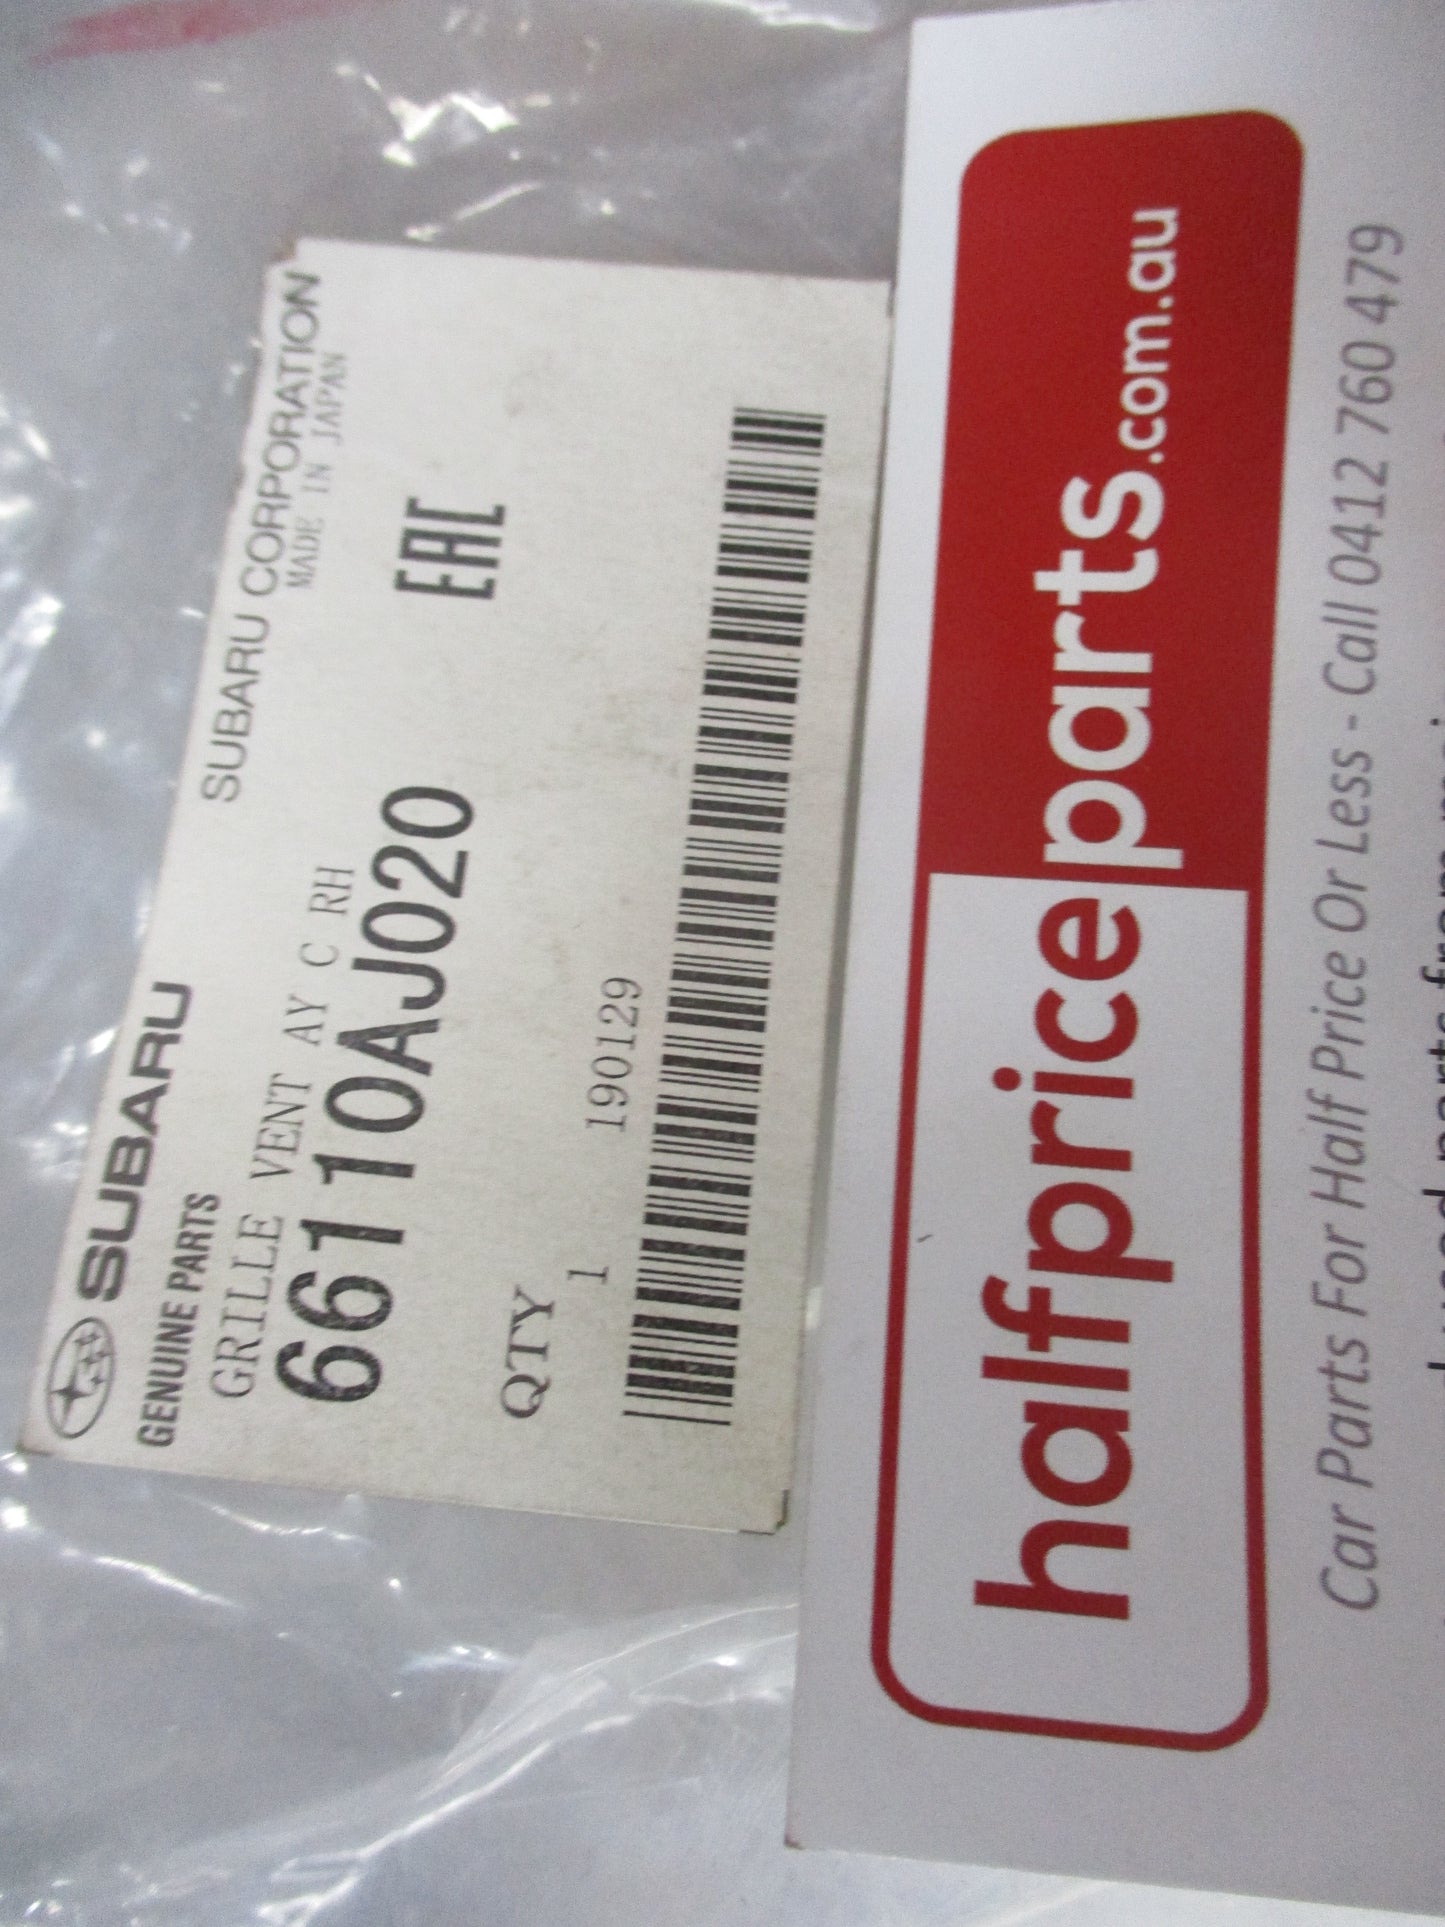 SUBARU
SUBARU CORPORATION
MADE IN JAPAN
GENUINE PARTS
GRILLE VENT AY C RH
66110AJ020
EAC
QTY
1
190129
halfpriceparts.com.au
Car Parts For Half Price Or Less - Call 0412 760 479